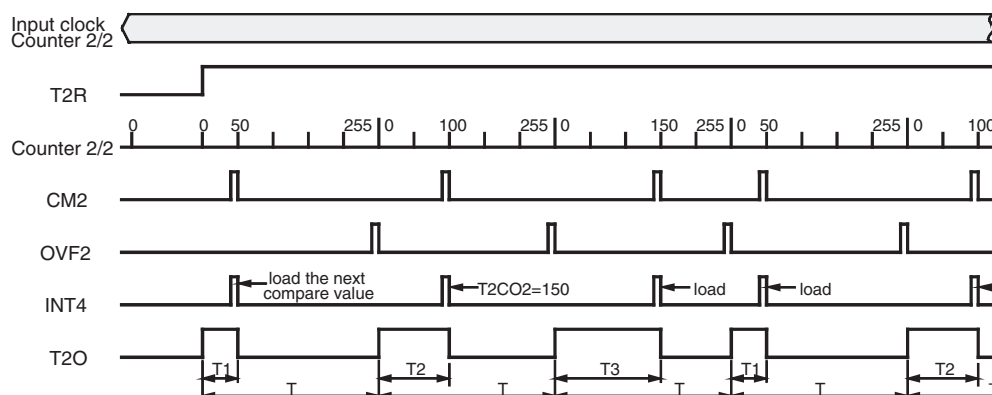 Input clock
Counter 2/2
T2R
0 0 50 255 0 100 255 0 150 255 0 50 255 0 100
Counter 2/2
CM2
OVF2
INT4
load the next
compare value
T2CO2=150
load
load
T2O
T1 T2 T3 T1 T2
T T T T